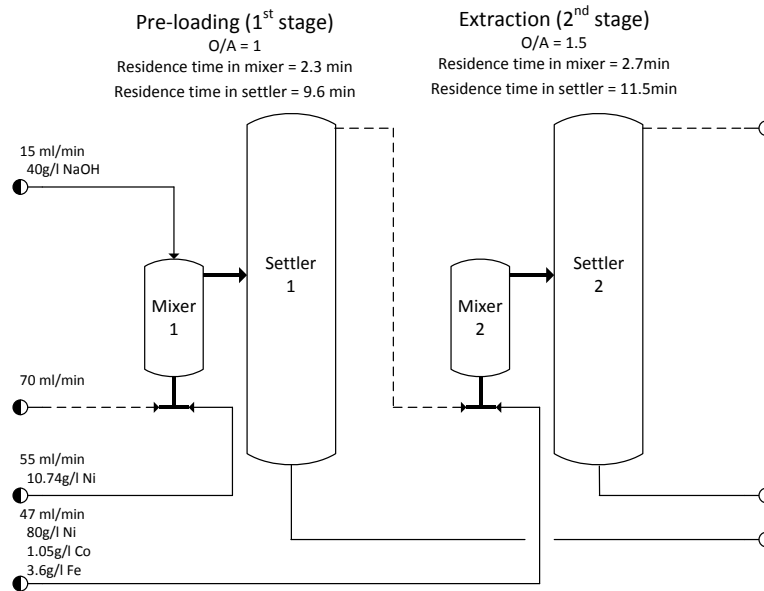 Pre-loading (1st stage)
O/A = 1
Residence time in mixer = 2.3 min
Residence time in settler = 9.6 min
Extraction (2nd stage)
O/A = 1.5
Residence time in mixer = 2.7min
Residence time in settler = 11.5min
15 ml/min
40g/l NaOH
Settler
1
Settler
2
Mixer
1
Mixer
2
70 ml/min
55 ml/min
10.74g/l Ni
47 ml/min
80g/l Ni
1.05g/l Co
3.6g/l Fe